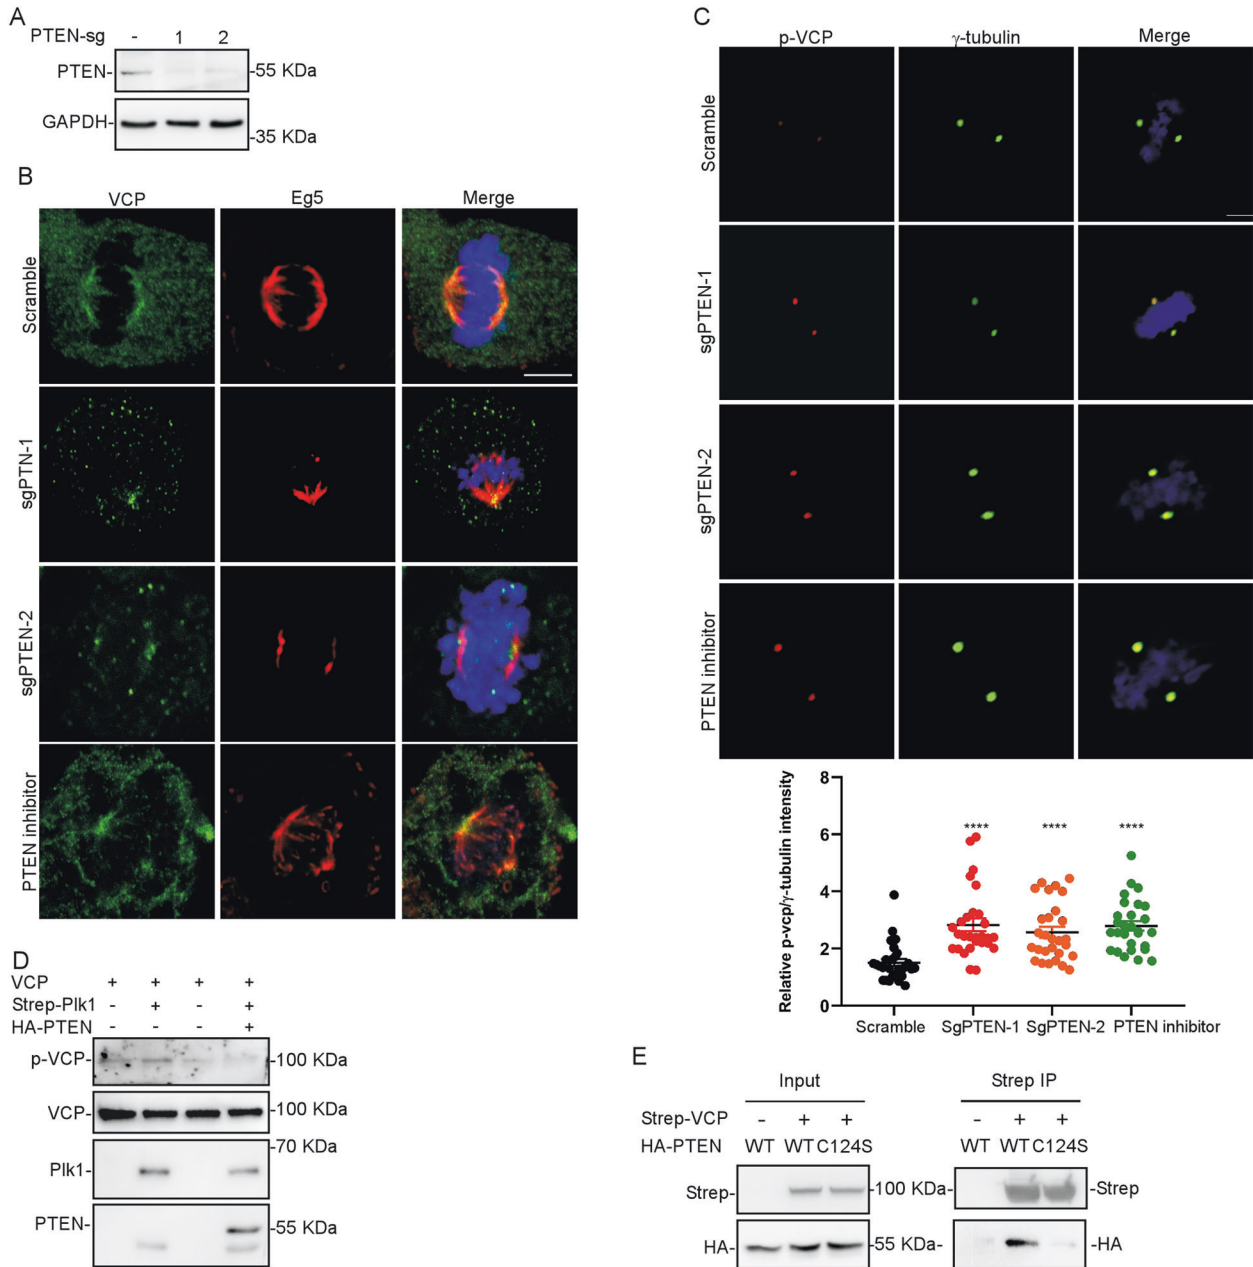 A
PTEN-sg - 1 2
PTEN- -55 KDa
GAPDH- -35 KDa
B
VCP Eg5 Merge
Scramble
sgPTN-1
sgPTEN-2
PTEN inhibitor
C
p-VCP γ-tubulin Merge
Scramble
sgPTEN-1
sgPTEN-2
PTEN inhibitor
Relative p-vcp/γ-tubulin intensity
8
6
4
2
0
**** **** ****
Scramble SgPTEN-1 SgPTEN-2 PTEN inhibitor
D
VCP + + + +
Strep-Plk1 - + - +
HA-PTEN - - - +
p-VCP- -100 KDa
VCP- -100 KDa
-70 KDa
Plk1-
PTEN- -55 KDa
E
Input Strep IP
Strep-VCP - + + - + +
HA-PTEN WT WT C124S WT WT C124S
Strep- -100 KDa- -Strep
HA- -55 KDa- -HA